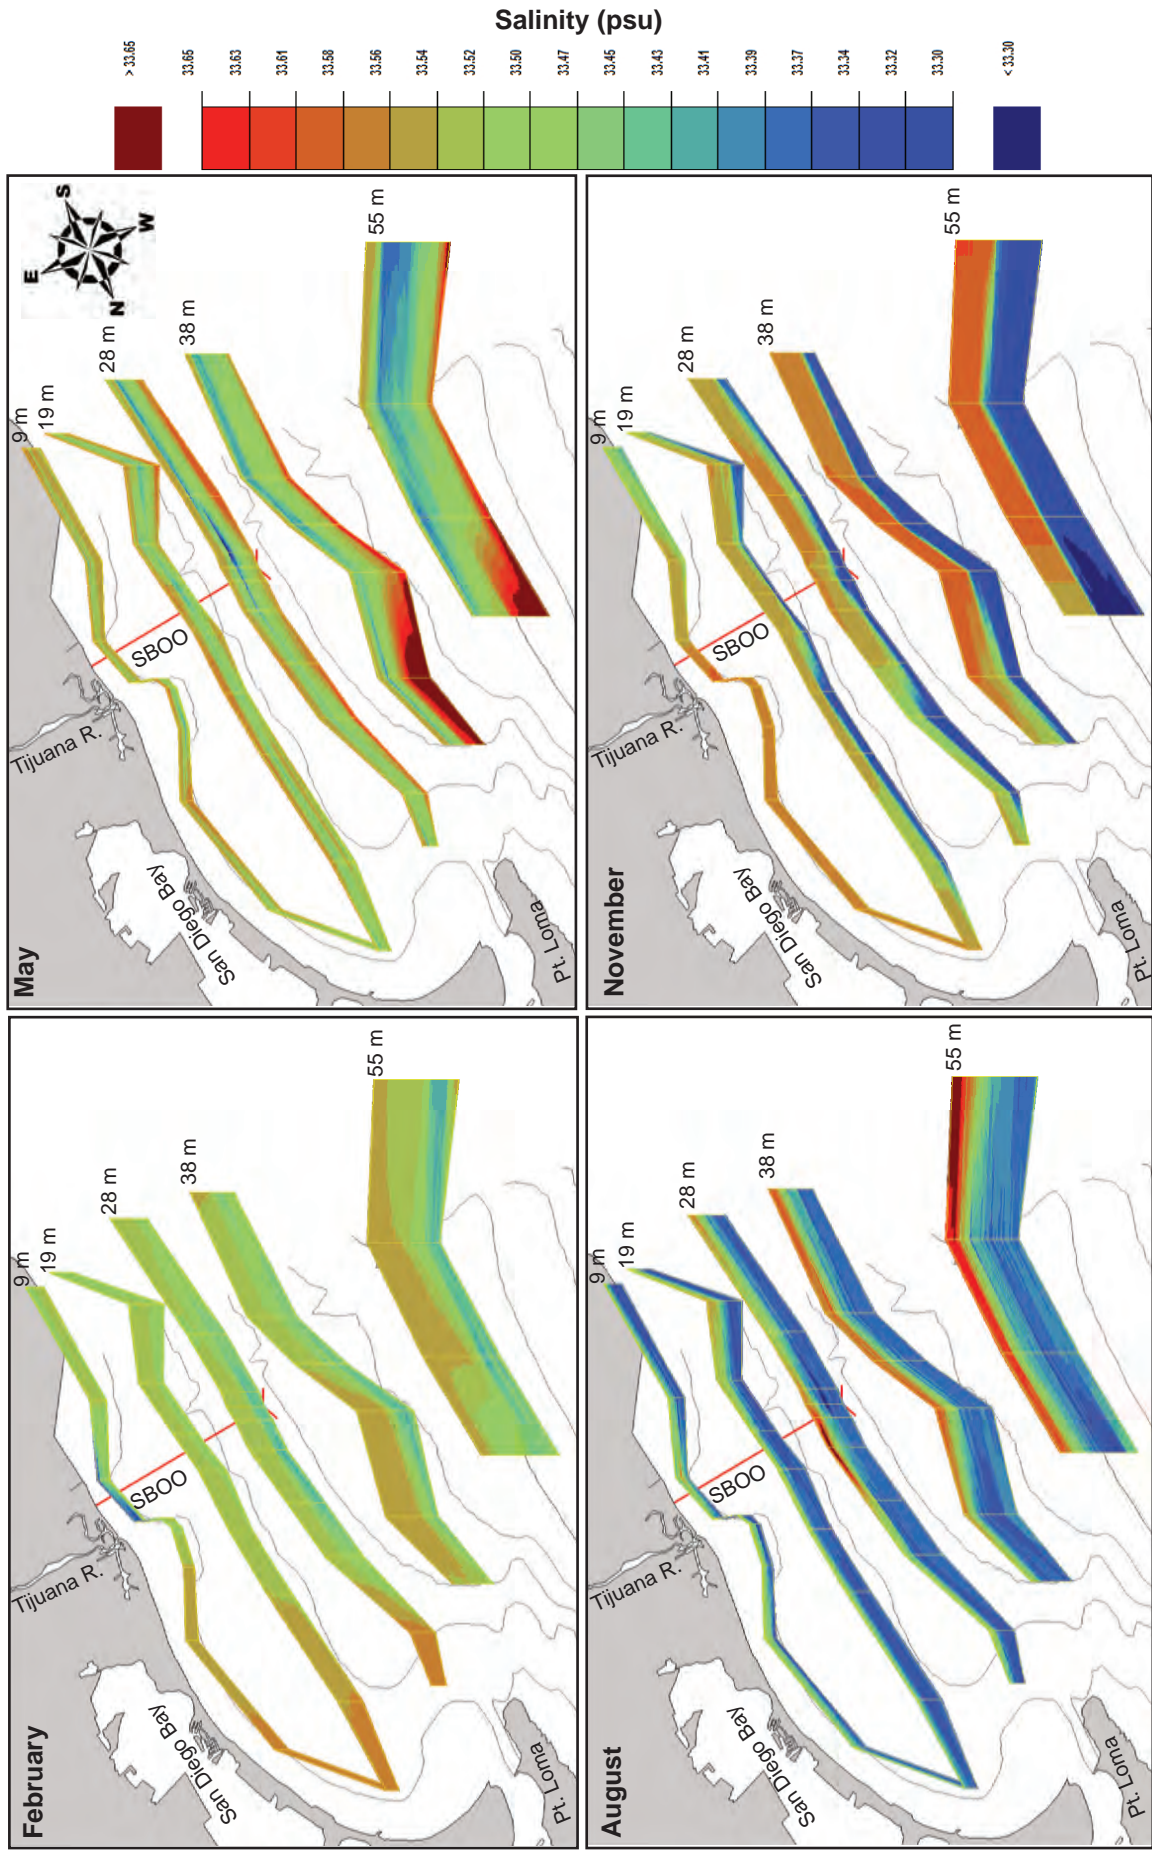 Salinity (psu)
> 33.65
33.65
33.63
33.61
33.58
33.56
33.54
33.52
33.50
33.47
33.45
33.43
33.41
33.39
33.37
33.34
33.32
33.30
< 33.30
May
E
S
N
W
9 m
19 m
28 m
38 m
55 m
SBOO
Tijuana R.
San Diego Bay
Pt. Loma
November
9 m
19 m
28 m
38 m
55 m
SBOO
Tijuana R.
San Diego Bay
Pt. Loma
February
9 m
19 m
28 m
38 m
55 m
SBOO
Tijuana R.
San Diego Bay
Pt. Loma
August
9 m
19 m
28 m
38 m
55 m
SBOO
Tijuana R.
San Diego Bay
Pt. Loma